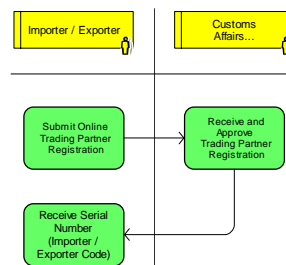 Importer / Exporter
Customs
Affairs...
Submit Online
Trading Partner
Registration
Receive and
Approve
Trading Partner
Registration
Receive Serial
Number
(Importer /
Exporter Code)